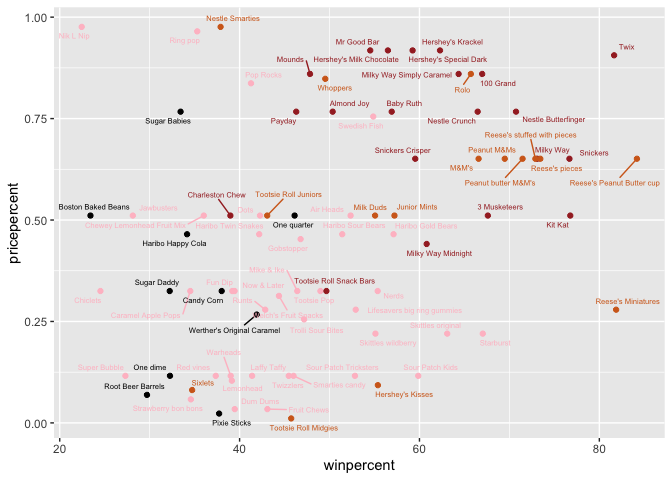 1.00
0.75
0.50
0.25
0.00
pricepercent
20
40
60
80
winpercent
Nik L Nip
Nestle Smarties
Ring pop
Mr Good Bar
Hershey's Krackel
Twix
Mounds
Hershey's Milk Chocolate
Hershey's Special Dark
Pop Rocks
Whoppers
Milky Way Simply Caramel
Rolo
100 Grand
Sugar Babies
Payday
Almond Joy
Baby Ruth
Swedish Fish
Nestle Crunch
Nestle Butterfinger
Reese's stuffed with pieces
Snickers Crisper
Peanut M&Ms
Milky Way
Snickers
M&M's
Reese's pieces
Peanut butter M&M's
Reese's Peanut Butter cup
Charleston Chew
Tootsie Roll Juniors
Boston Baked Beans
Jawbusters
Dots
Air Heads
Milk Duds
Junior Mints
3 Musketeers
Chewey Lemonhead Fruit Mix
Haribo Twin Snakes
One quarter
Haribo Sour Bears
Haribo Gold Bears
Kit Kat
Haribo Happy Cola
Gobstopper
Milky Way Midnight
Mike & Ike
Sugar Daddy
Fun Dip
Now & Later
Tootsie Roll Snack Bars
Chiclets
Candy Corn
Runts
Tootsie Pop
Nerds
Reese's Miniatures
Caramel Apple Pops
Fruit Snacks
Lifesavers big ring gummies
Werther's Original Caramel
Troll Sour Bites
Skittles original
Skittles wildberry
Starburst
Warheads
Super Bubble
One dime
Red vines
Laffy Taffy
Sour Patch Tricksters
Sour Patch Kids
Root Beer Barrels
Sixlets
Lemonhead
Twizzlers
Smarties candy
Hershey's Kisses
Strawberry bon bons
Dum Dums
Fruit Chews
Pixie Sticks
Tootsie Roll Midgies